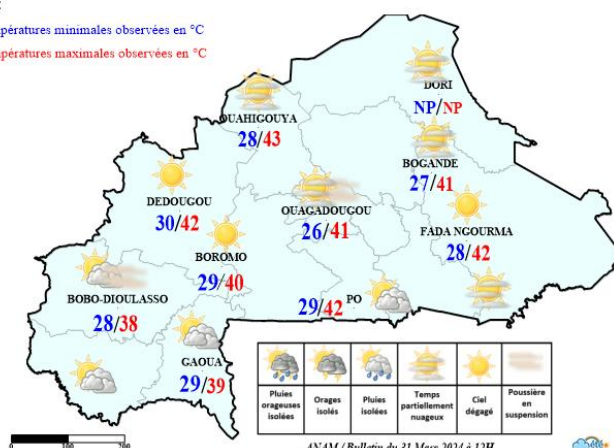 pératures minimales observées en °C
pératures maximales observées en °C
DORI
NP/NP
OUAHIGOUYA
28/43
BOGANDE
27/41
DEDOUGOU
30/42
OUAGADOUGOU
26/41
FADA NGOURMA
28/42
BOROMO
29/40
BOBO-DIOULASSO
28/38
29/42 PO
GAOUA
29/39
Pluies orageuses isolées
Orages isolés
Pluies isolées
Temps partiellement nuageux
Ciel dégagé
Poussière en suspension
0 100 200
ANAM / Bulletin du 31 Mars 2024 à 12H